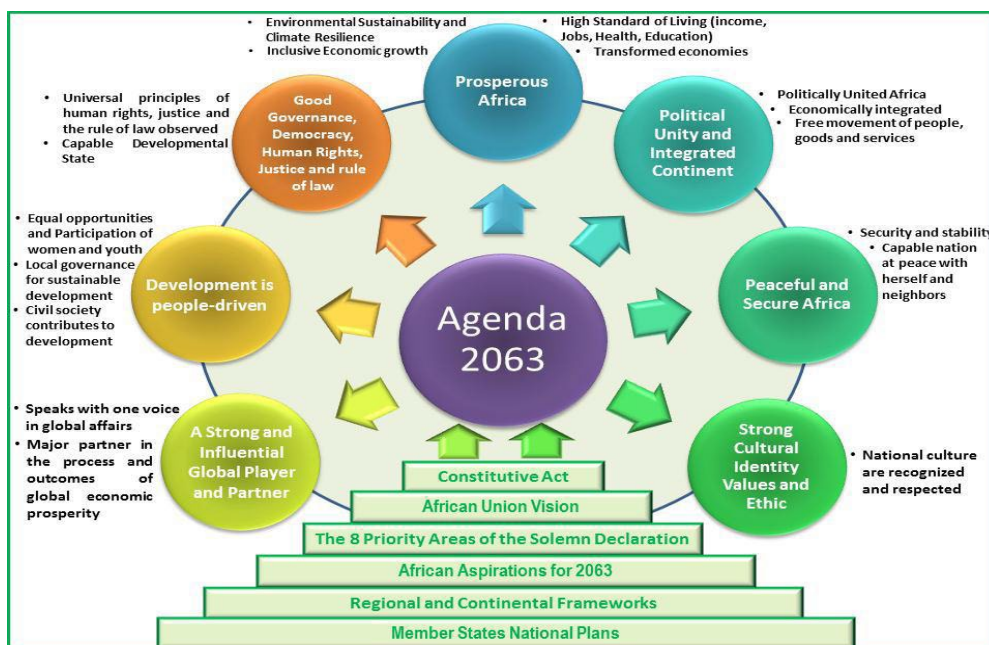 • Environmental Sustainability and
Climate Resilience
• Inclusive Economic growth
• High Standard of Living (income,
Jobs, Health, Education)
• Transformed economies
Prosperous
Africa
• Universal principles of
human rights, justice and
the rule of law observed
• Capable Developmental
State
Good
Governance,
Democracy,
Human Rights,
Justice and rule
of law
Political
Unity and
Integrated
Continent
• Politically United Africa
• Economically integrated
• Free movement of people,
goods and services
• Equal opportunities
and Participation of
women and youth
• Local governance
for sustainable
development
• Civil society
contributes to
development
Development is
people-driven
Agenda
2063
Peaceful and
Secure Africa
• Security and stability
• Capable nation
at peace with
herself and
neighbors
• Speaks with one voice
in global affairs
• Major partner in
the process and
outcomes of
global economic
prosperity
A Strong and
Influential
Global Player
and Partner
Strong
Cultural
Identity
Values and
Ethic
• National culture
are recognized
and respected
Constitutive Act
African Union Vision
The 8 Priority Areas of the Solemn Declaration
African Aspirations for 2063
Regional and Continental Frameworks
Member States National Plans